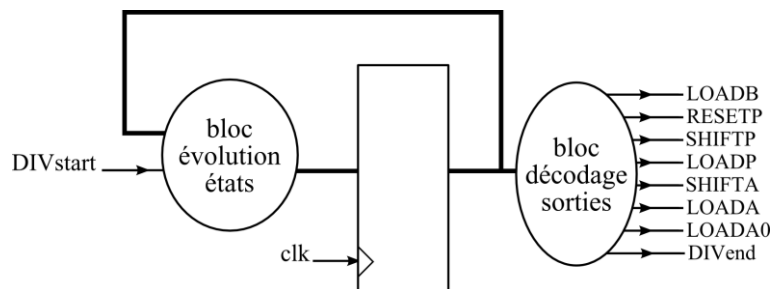 bloc
évolution
états
DIVstart
clk
bloc
décodage
sorties
LOADB
RESETP
SHIFTP
LOADP
SHIFTA
LOADA
LOADA0
DIVend